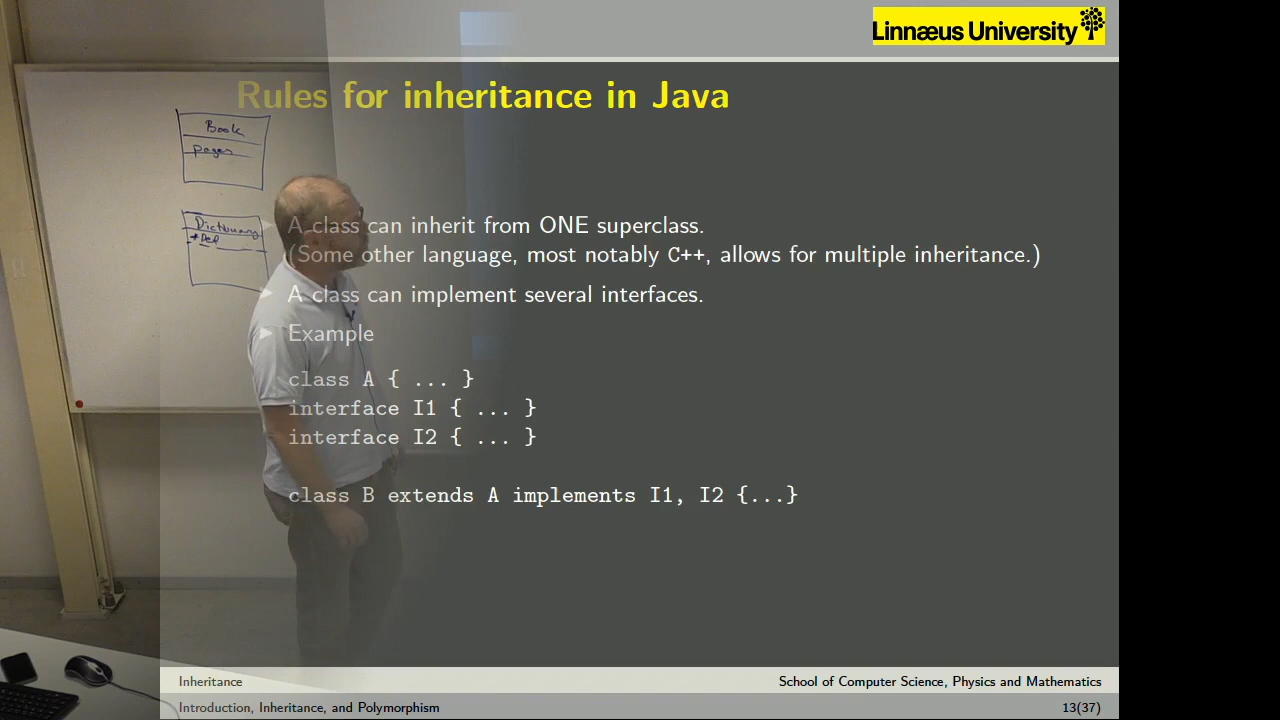 Linnæus University
Rules for inheritance in Java
Book
pages
Dictionary
+Def
A class can inherit from ONE superclass.
(Some other language, most notably C++, allows for multiple inheritance.)
A class can implement several interfaces.
Example
class A { ... }
interface I1 { ... }
interface I2 { ... }
class B extends A implements I1, I2 {...}
Inheritance
School of Computer Science, Physics and Mathematics
Introduction, Inheritance, and Polymorphism
13(37)